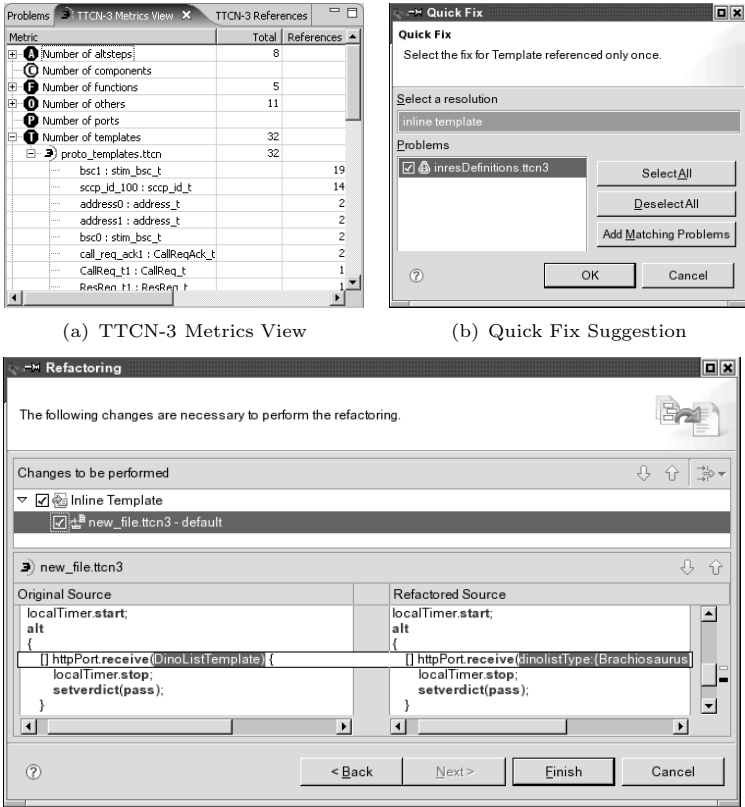 Problems TTCN-3 Metrics View TTCN-3 References
Metric Total References
A Number of altsteps 8
C Number of components
F Number of functions 5
O Number of others 11
P Number of ports
T Number of templates 32
proto_templates.ttcn 32
bsc1 : stim_bsc_t 19
sccp_id_100 : sccp_id_t 14
address0 : address_t 2
address1 : address_t 2
bsc0 : stim_bsc_t 2
call_req_ack1 : CallReqAck_t 2
CallReq_t1 : CallReq_t 1
ResReq_t1 : ResReq_t 1
(a) TTCN-3 Metrics View
Quick Fix
Quick Fix
Select the fix for Template referenced only once.
Select a resolution
inline template
Problems
inresDefinitions.ttcn3
Select All
Deselect All
Add Matching Problems
? OK Cancel
(b) Quick Fix Suggestion
Refactoring
The following changes are necessary to perform the refactoring.
Changes to be performed
Inline Template
new_file.ttcn3 - default
new_file.ttcn3
Original Source Refactored Source
localTimer.start;
alt
{
[] httpPort.receive(DinoListTemplate) {
localTimer.stop;
setverdict(pass);
}
localTimer.start;
alt
{
[] httpPort.receive(dinolistType:{Brachiosaurus
localTimer.stop;
setverdict(pass);
}
? < Back Next > Finish Cancel